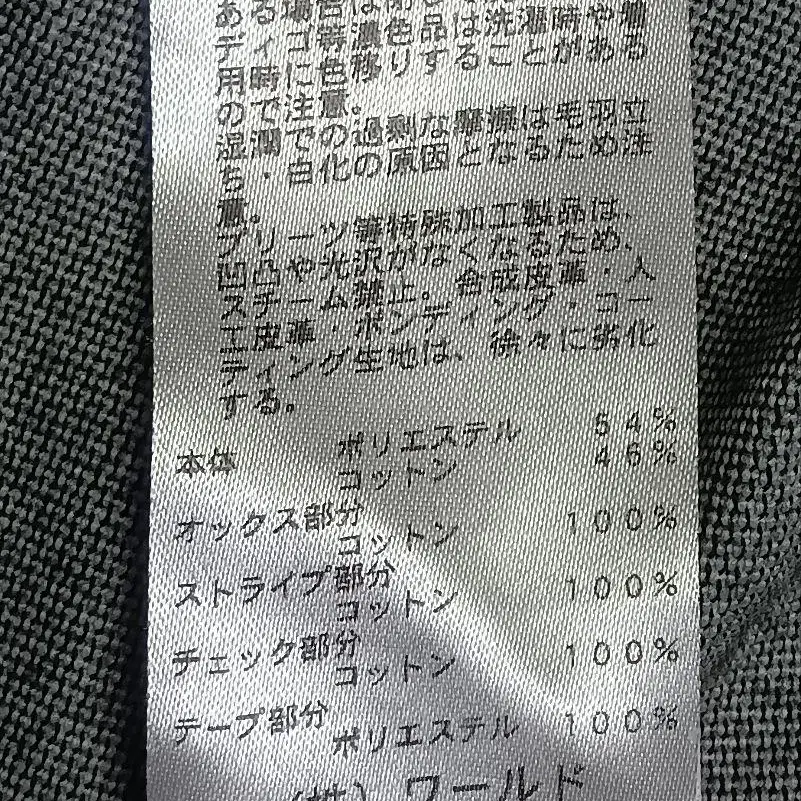 ある場合は閉
ディゴ等濃色品は洗濯時や着
用時に色移りすることがある
ので注意。
湿潤での過剰な摩擦は毛羽立
ち・白化の原因となるため注
意。
プリーツ等特殊加工製品は、
凹凸や光沢がなくなるため、
スチーム禁止。合成皮革・人
工皮革・ボンディング・コー
ティング生地は、徐々に劣化
する。
本体 ポリエステル 54%
コットン 46%
オックス部分
コットン 100%
ストライプ部分
コットン 100%
チェック部分
コットン 100%
テープ部分
ポリエステル 100%
(株)ワールド